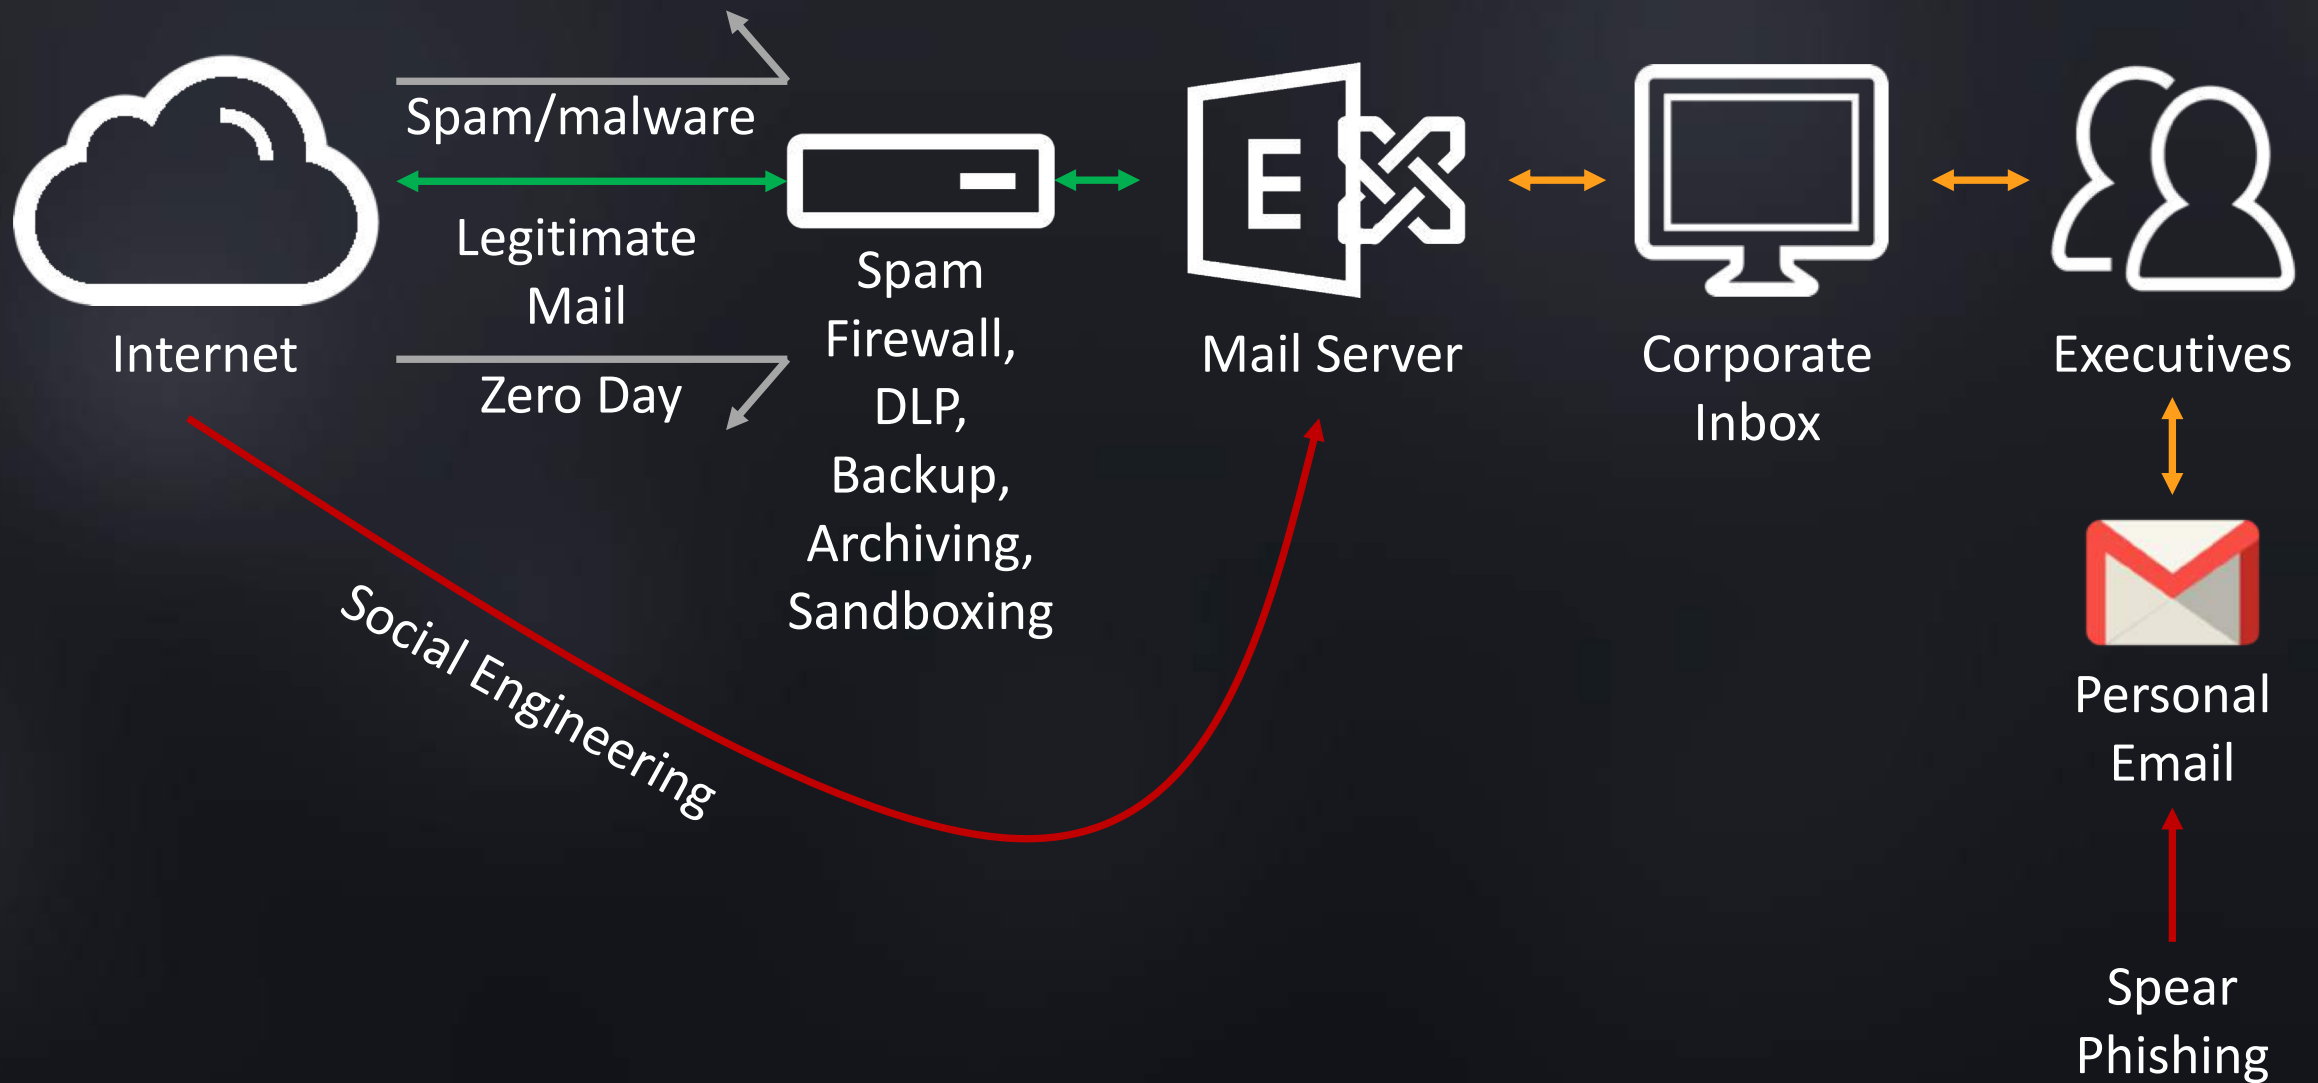 Spam/malware
Legitimate
Mail
Zero Day
Internet
Spam
Firewall,
DLP,
Backup,
Archiving,
Sandboxing
E
Mail Server
Corporate
Inbox
Executives
Social Engineering
Personal
Email
Spear
Phishing